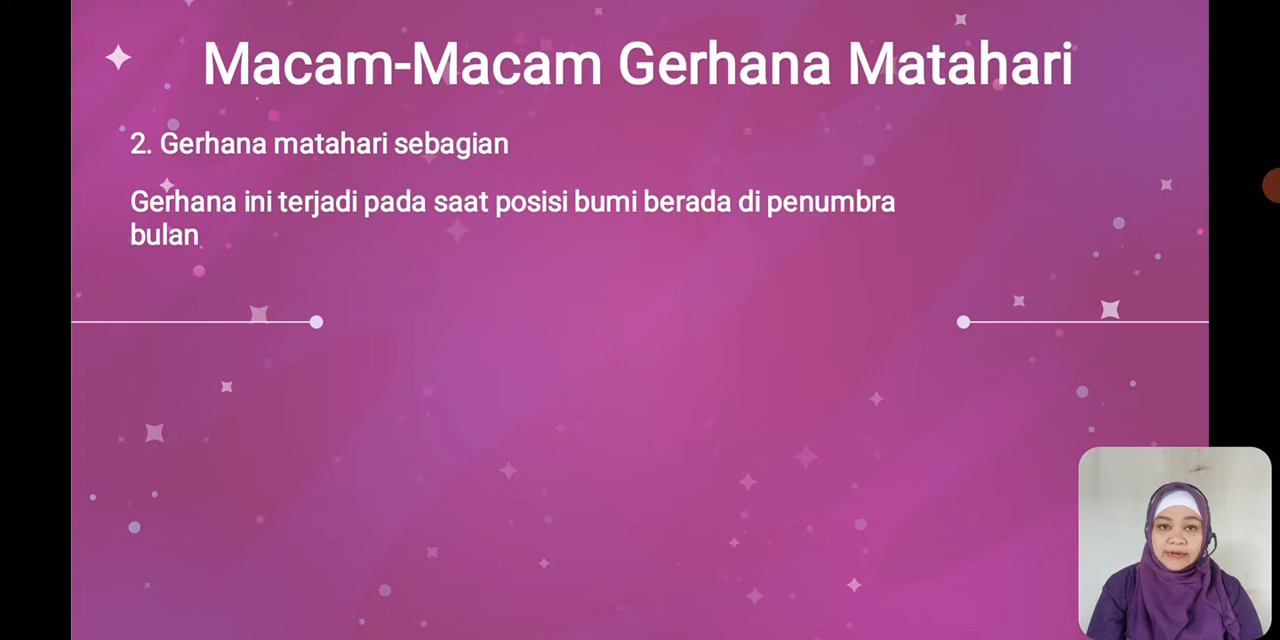 Macam-Macam Gerhana Matahari
2. Gerhana matahari sebagian
Gerhana ini terjadi pada saat posisi bumi berada di penumbra
bulan